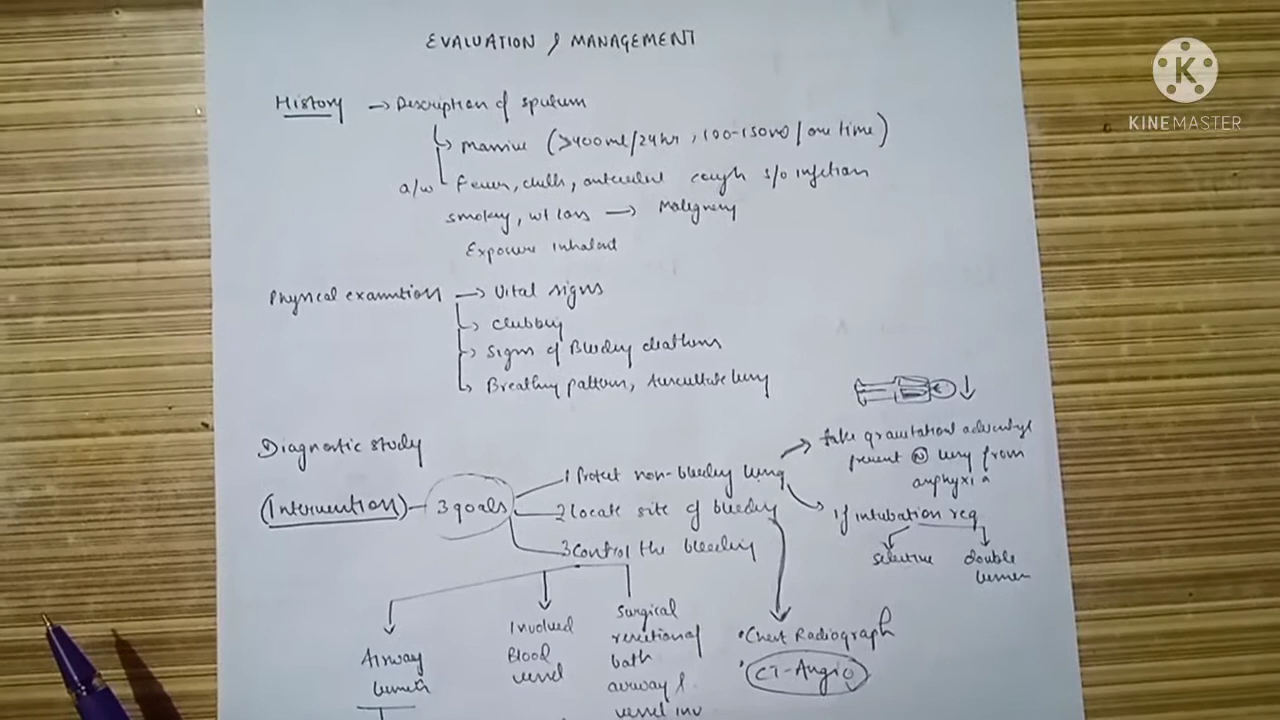 EVALUATION & MANAGEMENT
KINEMASTER
History → Description of sputum
Massive (>400ml/24hr, 100-150ml/one time)
a/w Fever, chills, antecedent cough s/o infection
smoking, wt loss → Malignancy
Exposure inhalant
Physical examination → Vital signs
clubbing
Signs of Bleeding diathesis
Breathing pattern, Auscultate lung
Diagnostic study
(Intervention) 3 goals
1 Protect non-bleeding lung
2 Locate site of bleeding
3 Control the bleeding
take gravitation advantage
prevent Ⓝ lung from
asphyxia
if intubation req
selective
double
lumen
Airway
lumen
Involved
Blood
vessel
Surgical
resection of
both
airway &
vessel inv
• Chest Radiograph
• CT-Angio